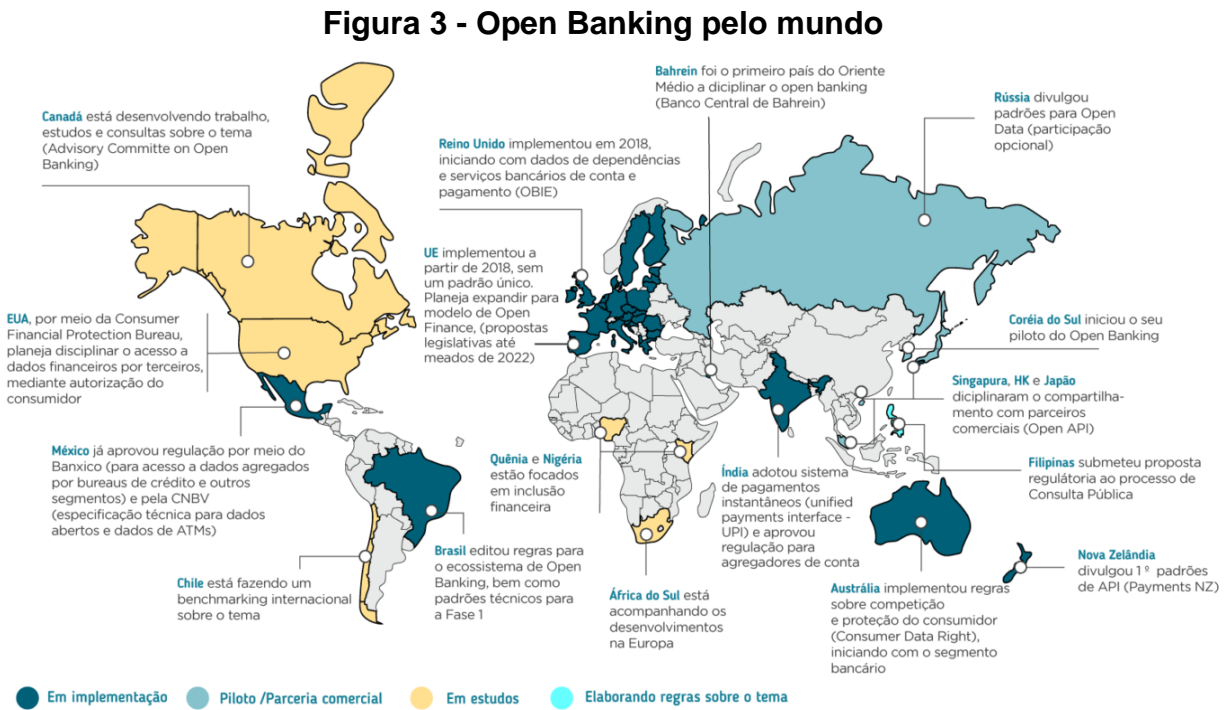 Figura 3 - Open Banking pelo mundo
Canadá está desenvolvendo trabalho,
estudos e consultas sobre o tema
(Advisory Committe on Open
Banking)
Reino Unido implementou em 2018,
iniciando com dados de dependências
e serviços bancários de conta e
pagamento (OBIE)
Bahrein foi o primeiro país do Oriente
Médio a diciplinar o open banking
(Banco Central de Bahrein)
Rússia divulgou
padrões para Open
Data (participação
opcional)
UE implementou a
partir de 2018, sem
um padrão único.
Planeja expandir para
modelo de Open
Finance, (propostas
legislativas até
meados de 2022)
EUA, por meio da Consumer
Financial Protection Bureau,
planeja disciplinar o acesso a
dados financeiros por terceiros,
mediante autorização do
consumidor
Coréia do Sul iniciou o seu
piloto do Open Banking
Singapura, HK e Japão
diciplinaram o compartilha-
mento com parceiros
comerciais (Open API)
México já aprovou regulação por meio do
Banxico (para acesso a dados agregados
por bureaus de crédito e outros
segmentos) e pela CNBV
(especificação técnica para dados
abertos e dados de ATMs)
Quênia e Nigéria
estão focados
em inclusão
financeira
Índia adotou sistema
de pagamentos
instantâneos (unified
payments interface -
UPI) e aprovou
regulação para
agregadores de conta
Filipinas submeteu proposta
regulatória ao processo de
Consulta Pública
Chile está fazendo um
benchmarking internacional
sobre o tema
Brasil editou regras para
o ecossistema de Open
Banking, bem como
padrões técnicos para
a Fase 1
África do Sul está
acompanhando os
desenvolvimentos
na Europa
Austrália implementou regras
sobre competição
e proteção do consumidor
(Consumer Data Right),
iniciando com o segmento
bancário
Nova Zelândia
divulgou 1º padrões
de API (Payments NZ)
Em implementação
Piloto /Parceria comercial
Em estudos
Elaborando regras sobre o tema